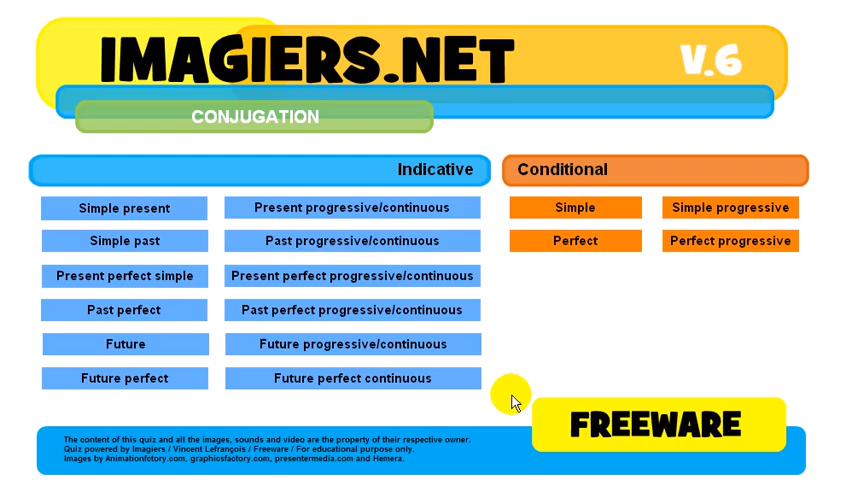 IMAGIERS.NET
V.6
CONJUGATION
Indicative
Conditional
Simple present
Present progressive/continuous
Simple
Simple progressive
Simple past
Past progressive/continuous
Perfect
Perfect progressive
Present perfect simple
Present perfect progressive/continuous
Past perfect
Past perfect progressive/continuous
Future
Future progressive/continuous
Future perfect
Future perfect continuous
FREEWARE
The content of this quiz and all the images, sounds and video are the property of their respective owner.
Quiz powered by Imagiers / Vincent Lefrançois / Freeware / For educational purpose only.
Images by Animationfotory.com, graphicsfactory.com, presentermedia.com and Hemera.